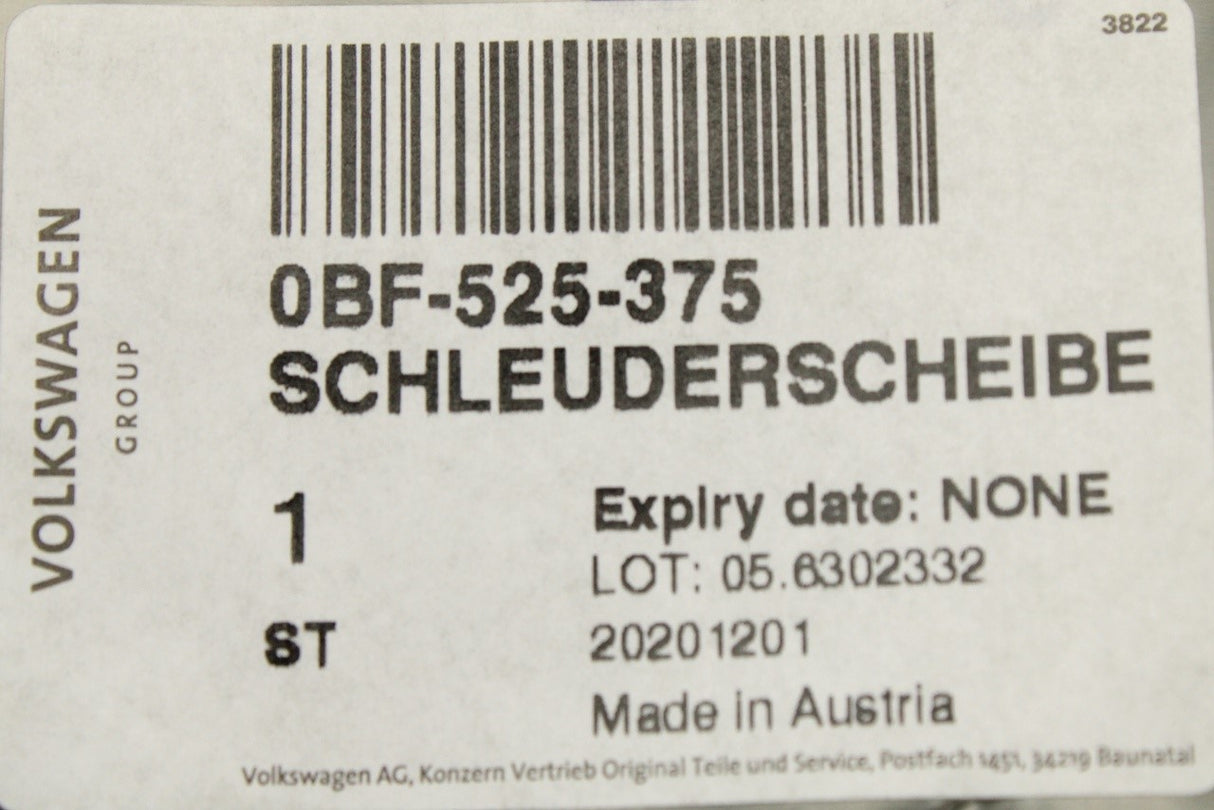 3822
VOLKSWAGEN
GROUP
0BF-525-375
SCHLEUDERSCHEIBE
1
Expiry date: NONE
LOT: 05.6302332
ST
20201201
Made in Austria
Volkswagen AG, Konzern Vertrieb Original Teile und Service, Postfach 1451, 34219 Baunatal